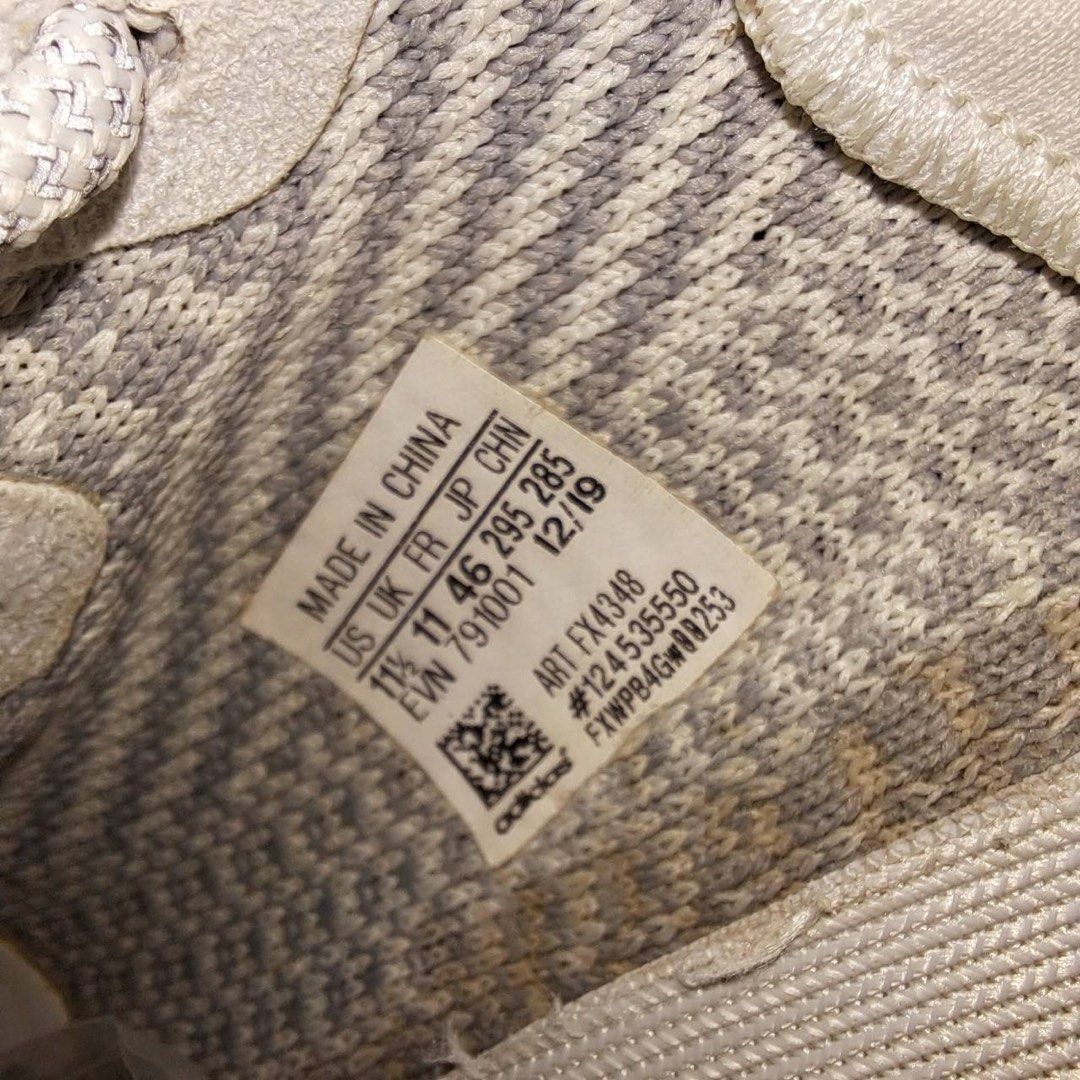 MADE IN CHINA
US UK FR JP CHN
11½ 11 46 295 285
EVN 791001 12/19
ART FX4348
#124535550
FXWPB4GW00253
adidas